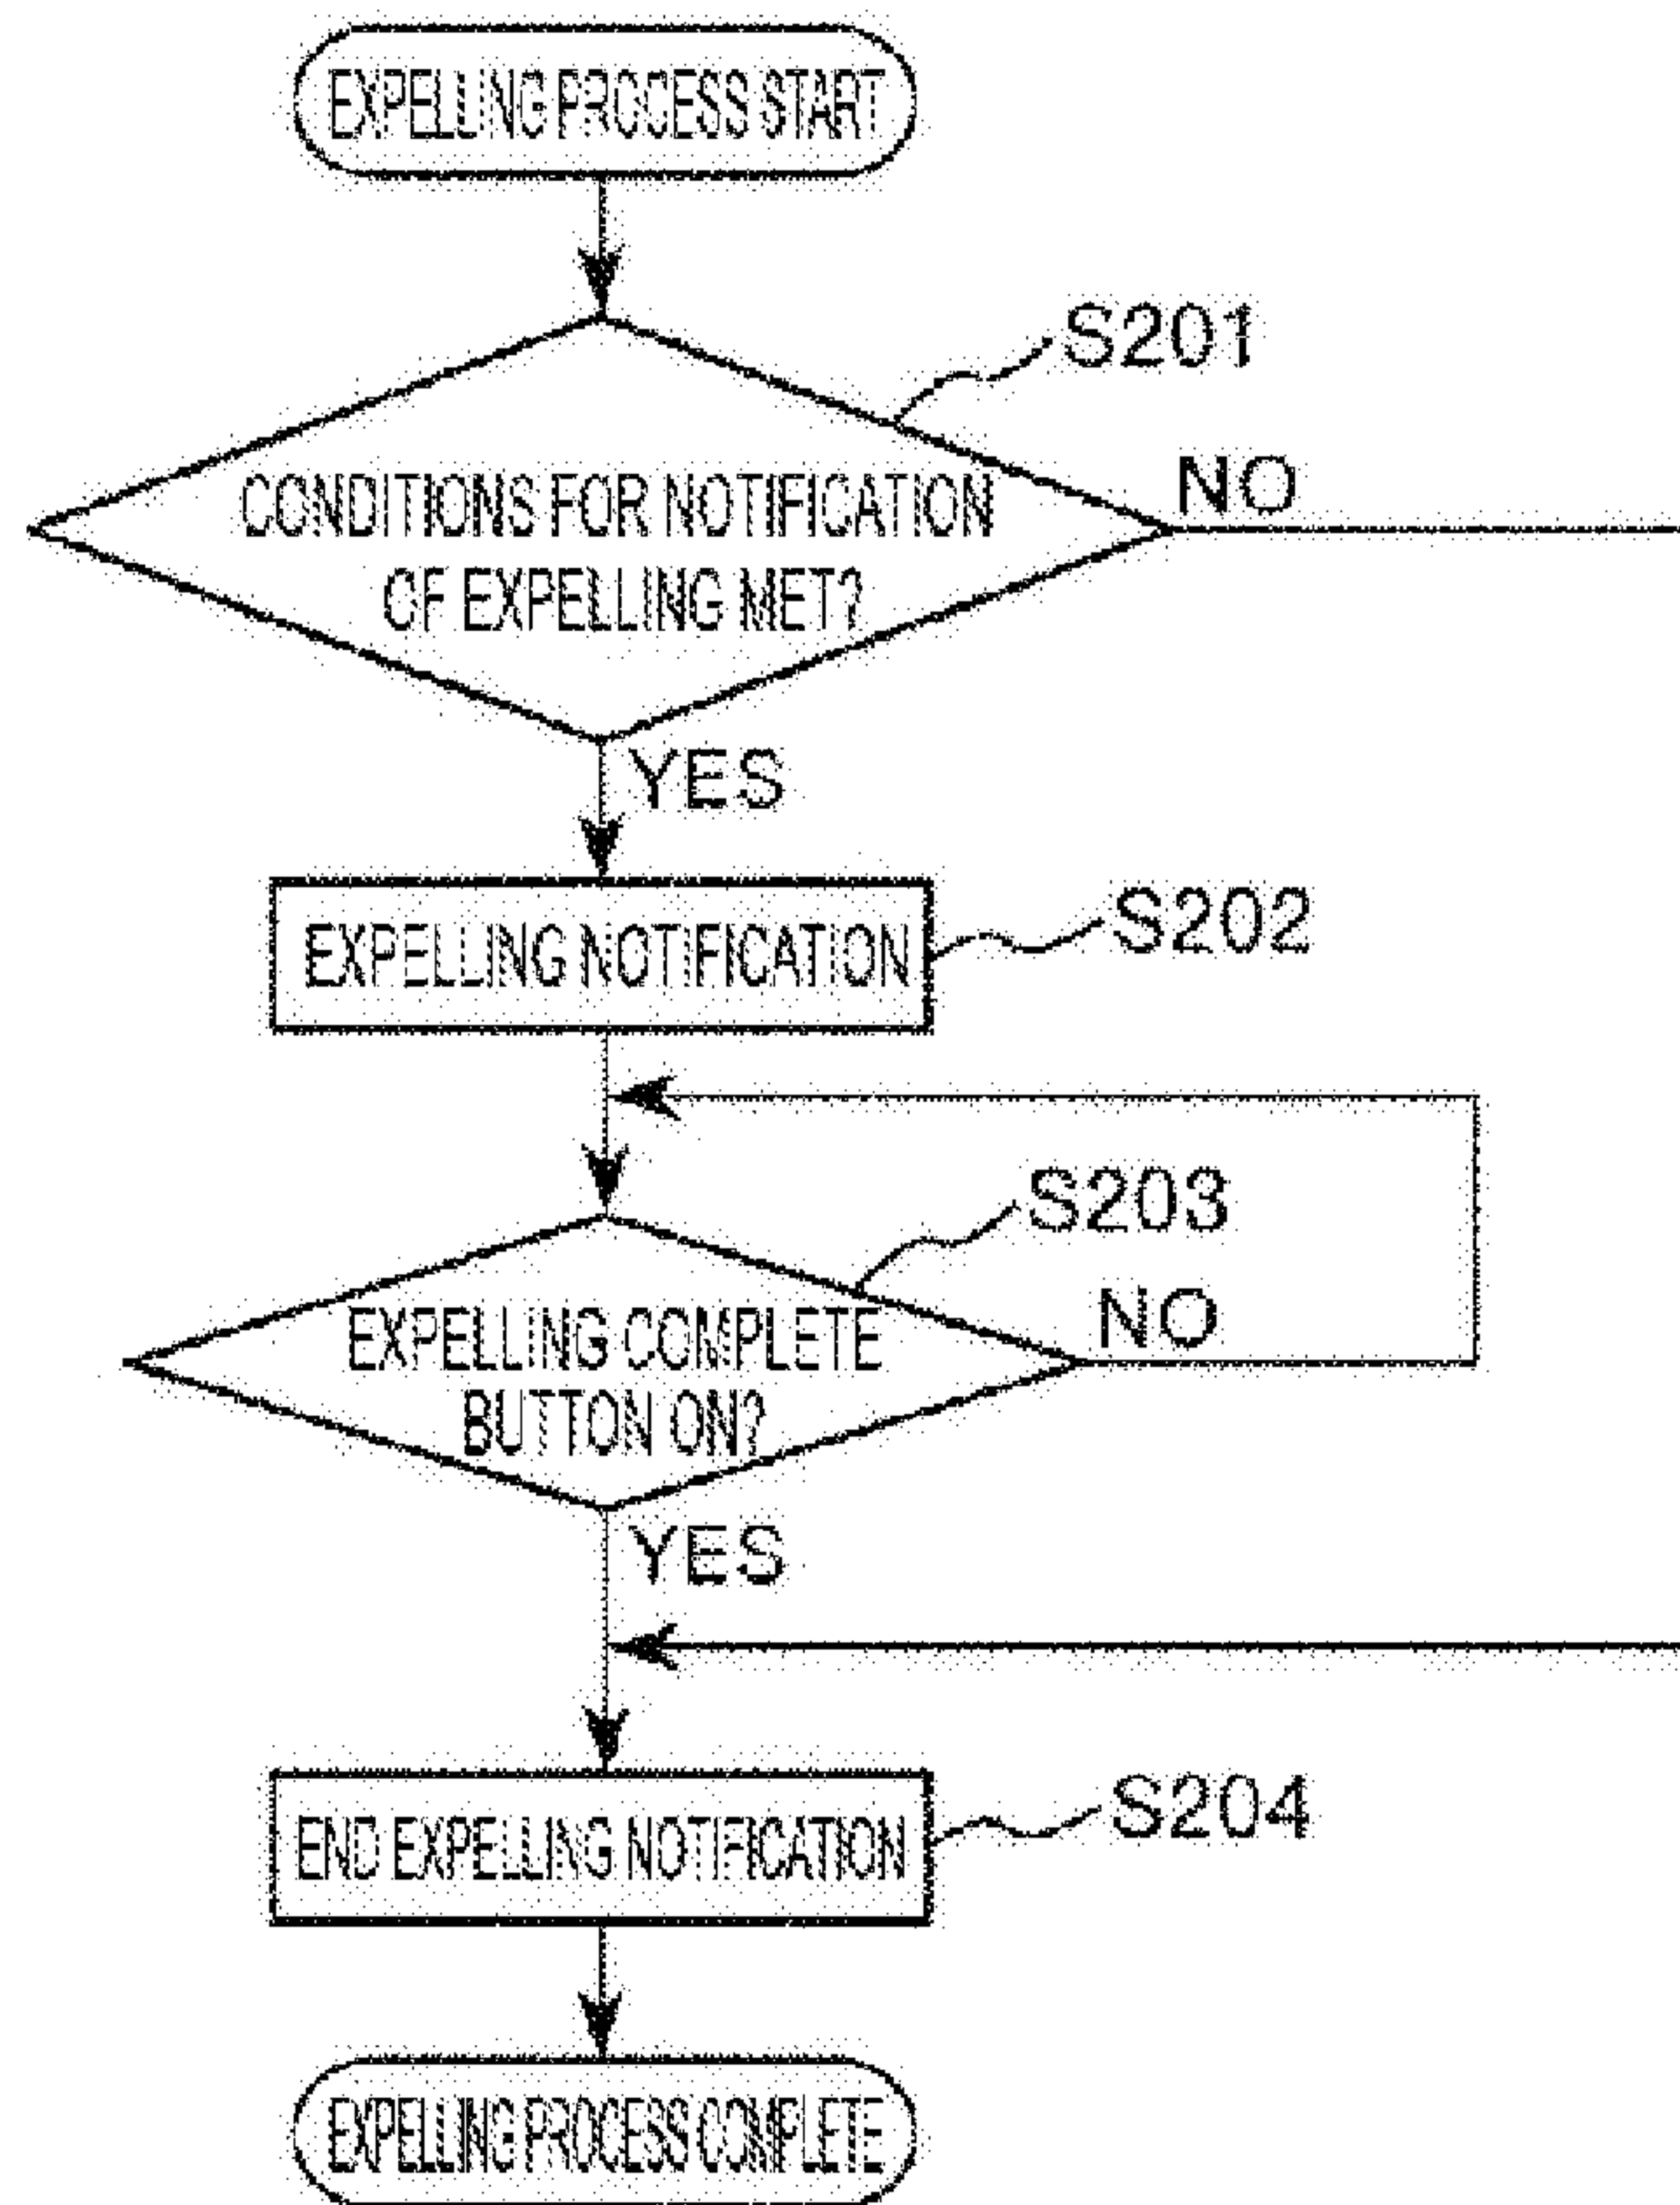 EXPELLING PROCESS START
S201
CONDITIONS FOR NOTIFICATION
OF EXPELLING MET?
NO
YES
EXPELLING NOTIFICATION
S202
S203
EXPELLING COMPLETE
BUTTON ON?
NO
YES
END EXPELLING NOTIFICATION
S204
EXPELLING PROCESS COMPLETE